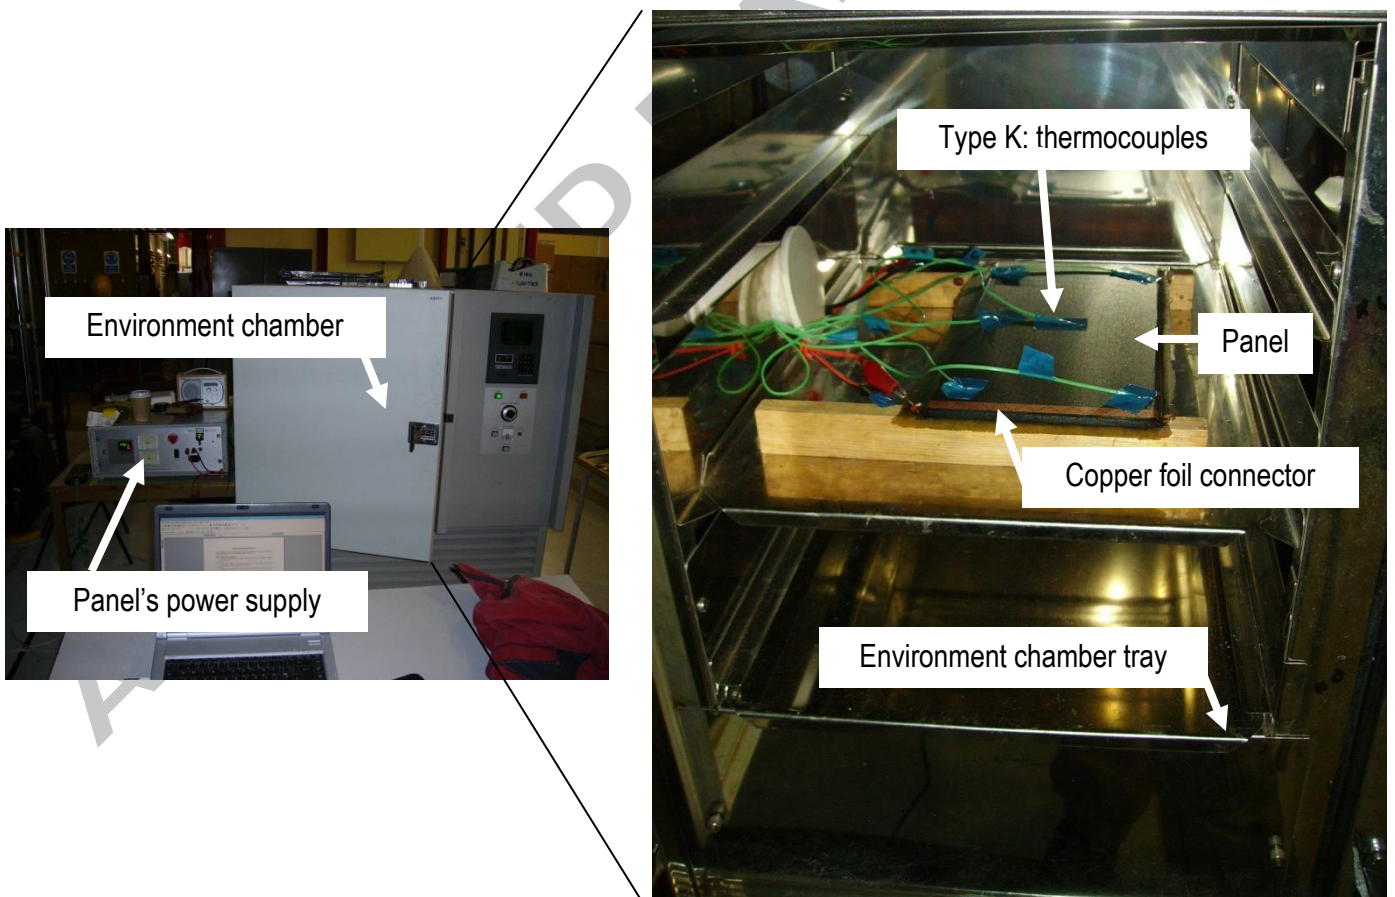 Type K: thermocouples
Environment chamber
Panel
Copper foil connector
Panel's power supply
Environment chamber tray